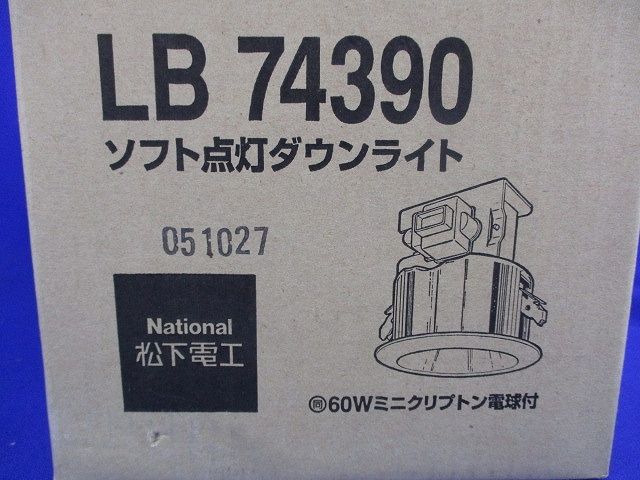 LB 74390
ソフト点灯ダウンライト
051027
National
松下電工
㊐60Wミニクリプトン電球付